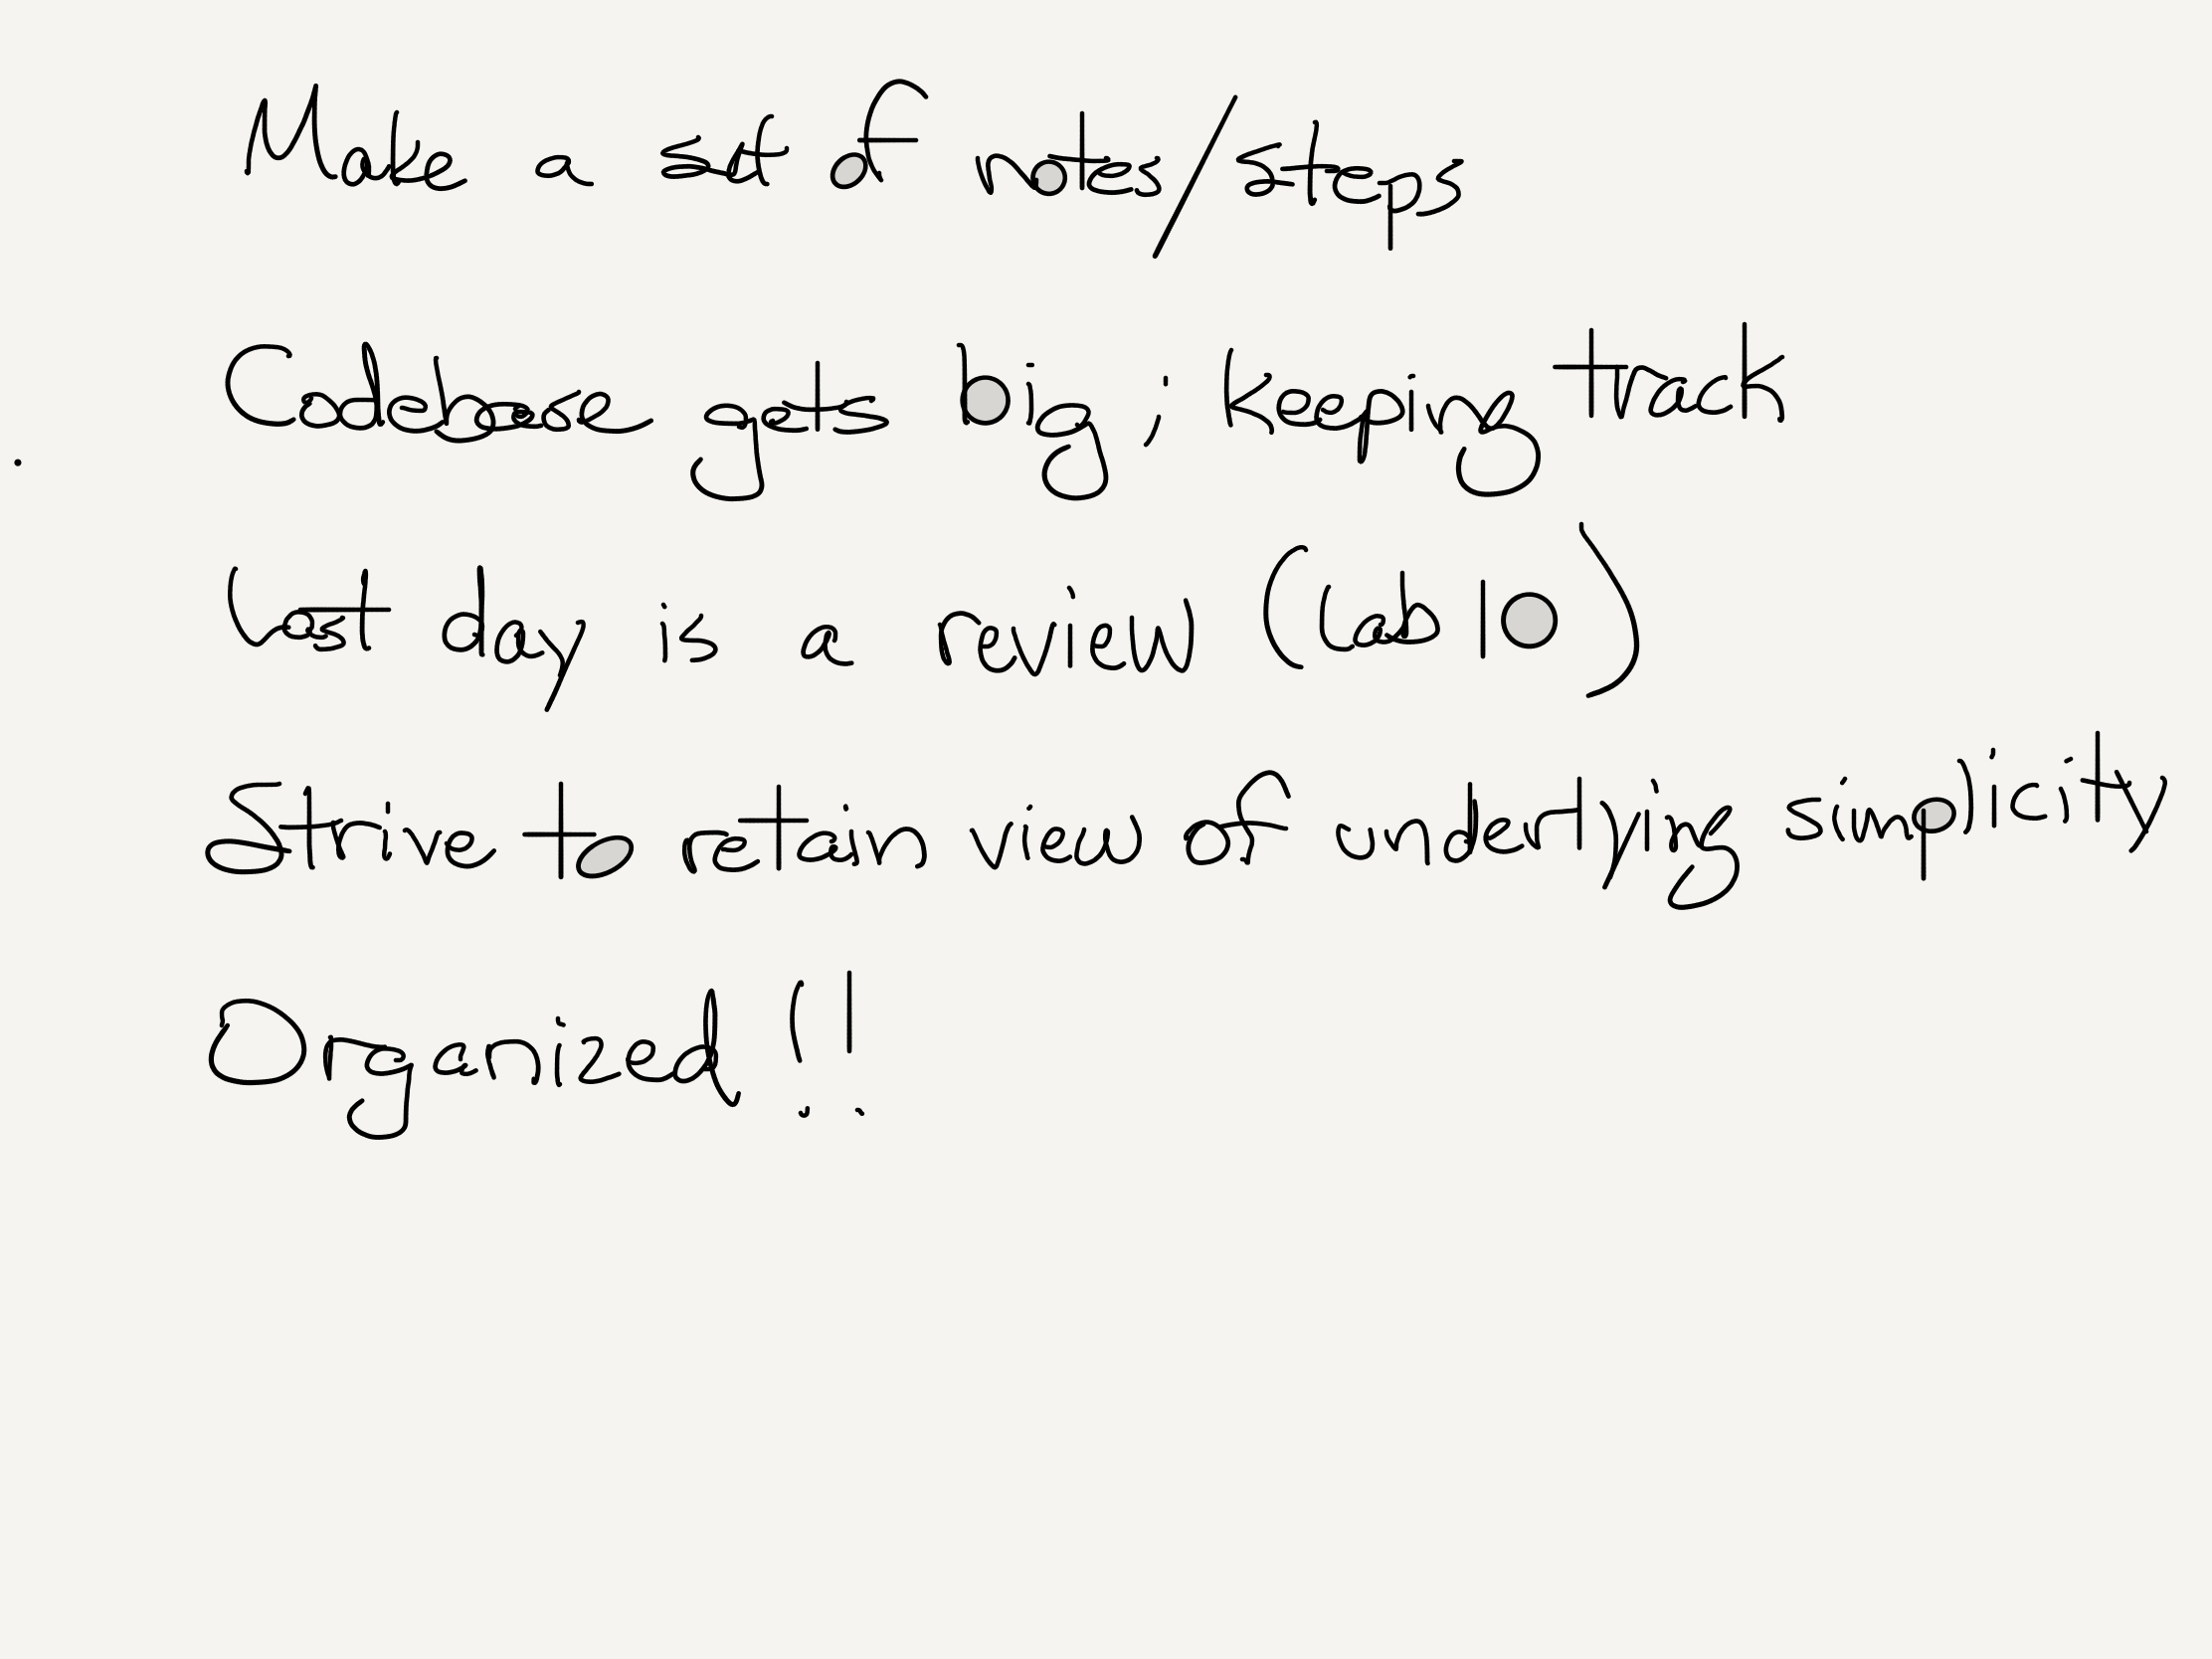 Make a set of notes/steps
Codebase gets big; keeping track
Last day is a review (Lab 10)
Strive to retain view of underlying simplicity
Organized!!